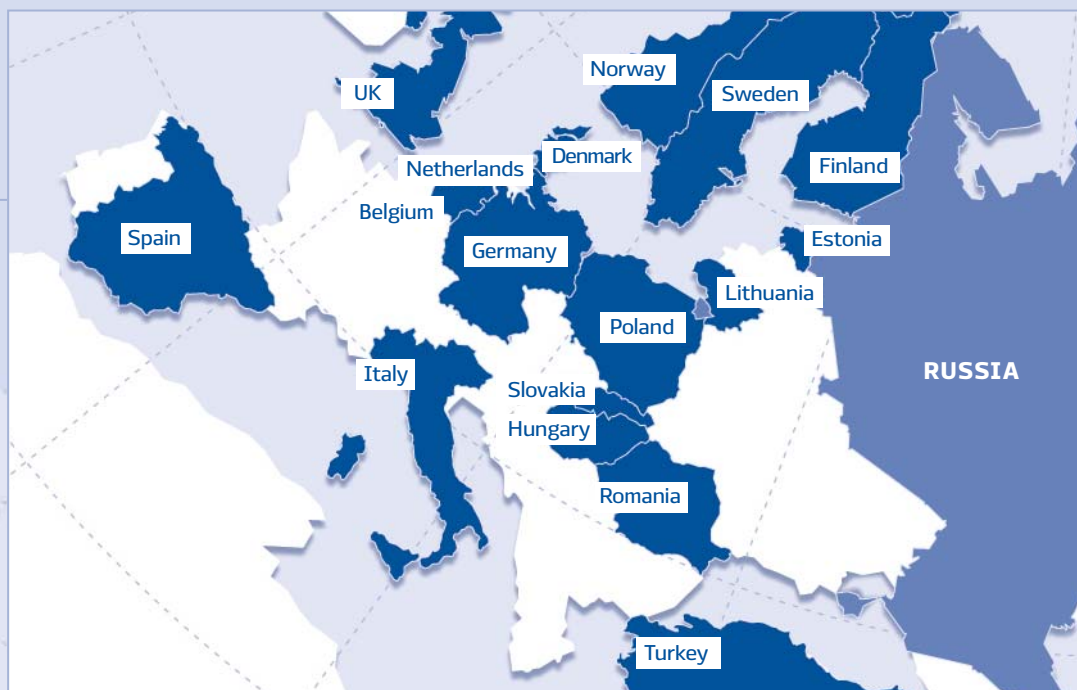 Norway
UK
Sweden
Denmark
Netherlands
Finland
Belgium
Spain
Estonia
Germany
Lithuania
Poland
RUSSIA
Italy
Slovakia
Hungary
Romania
Turkey